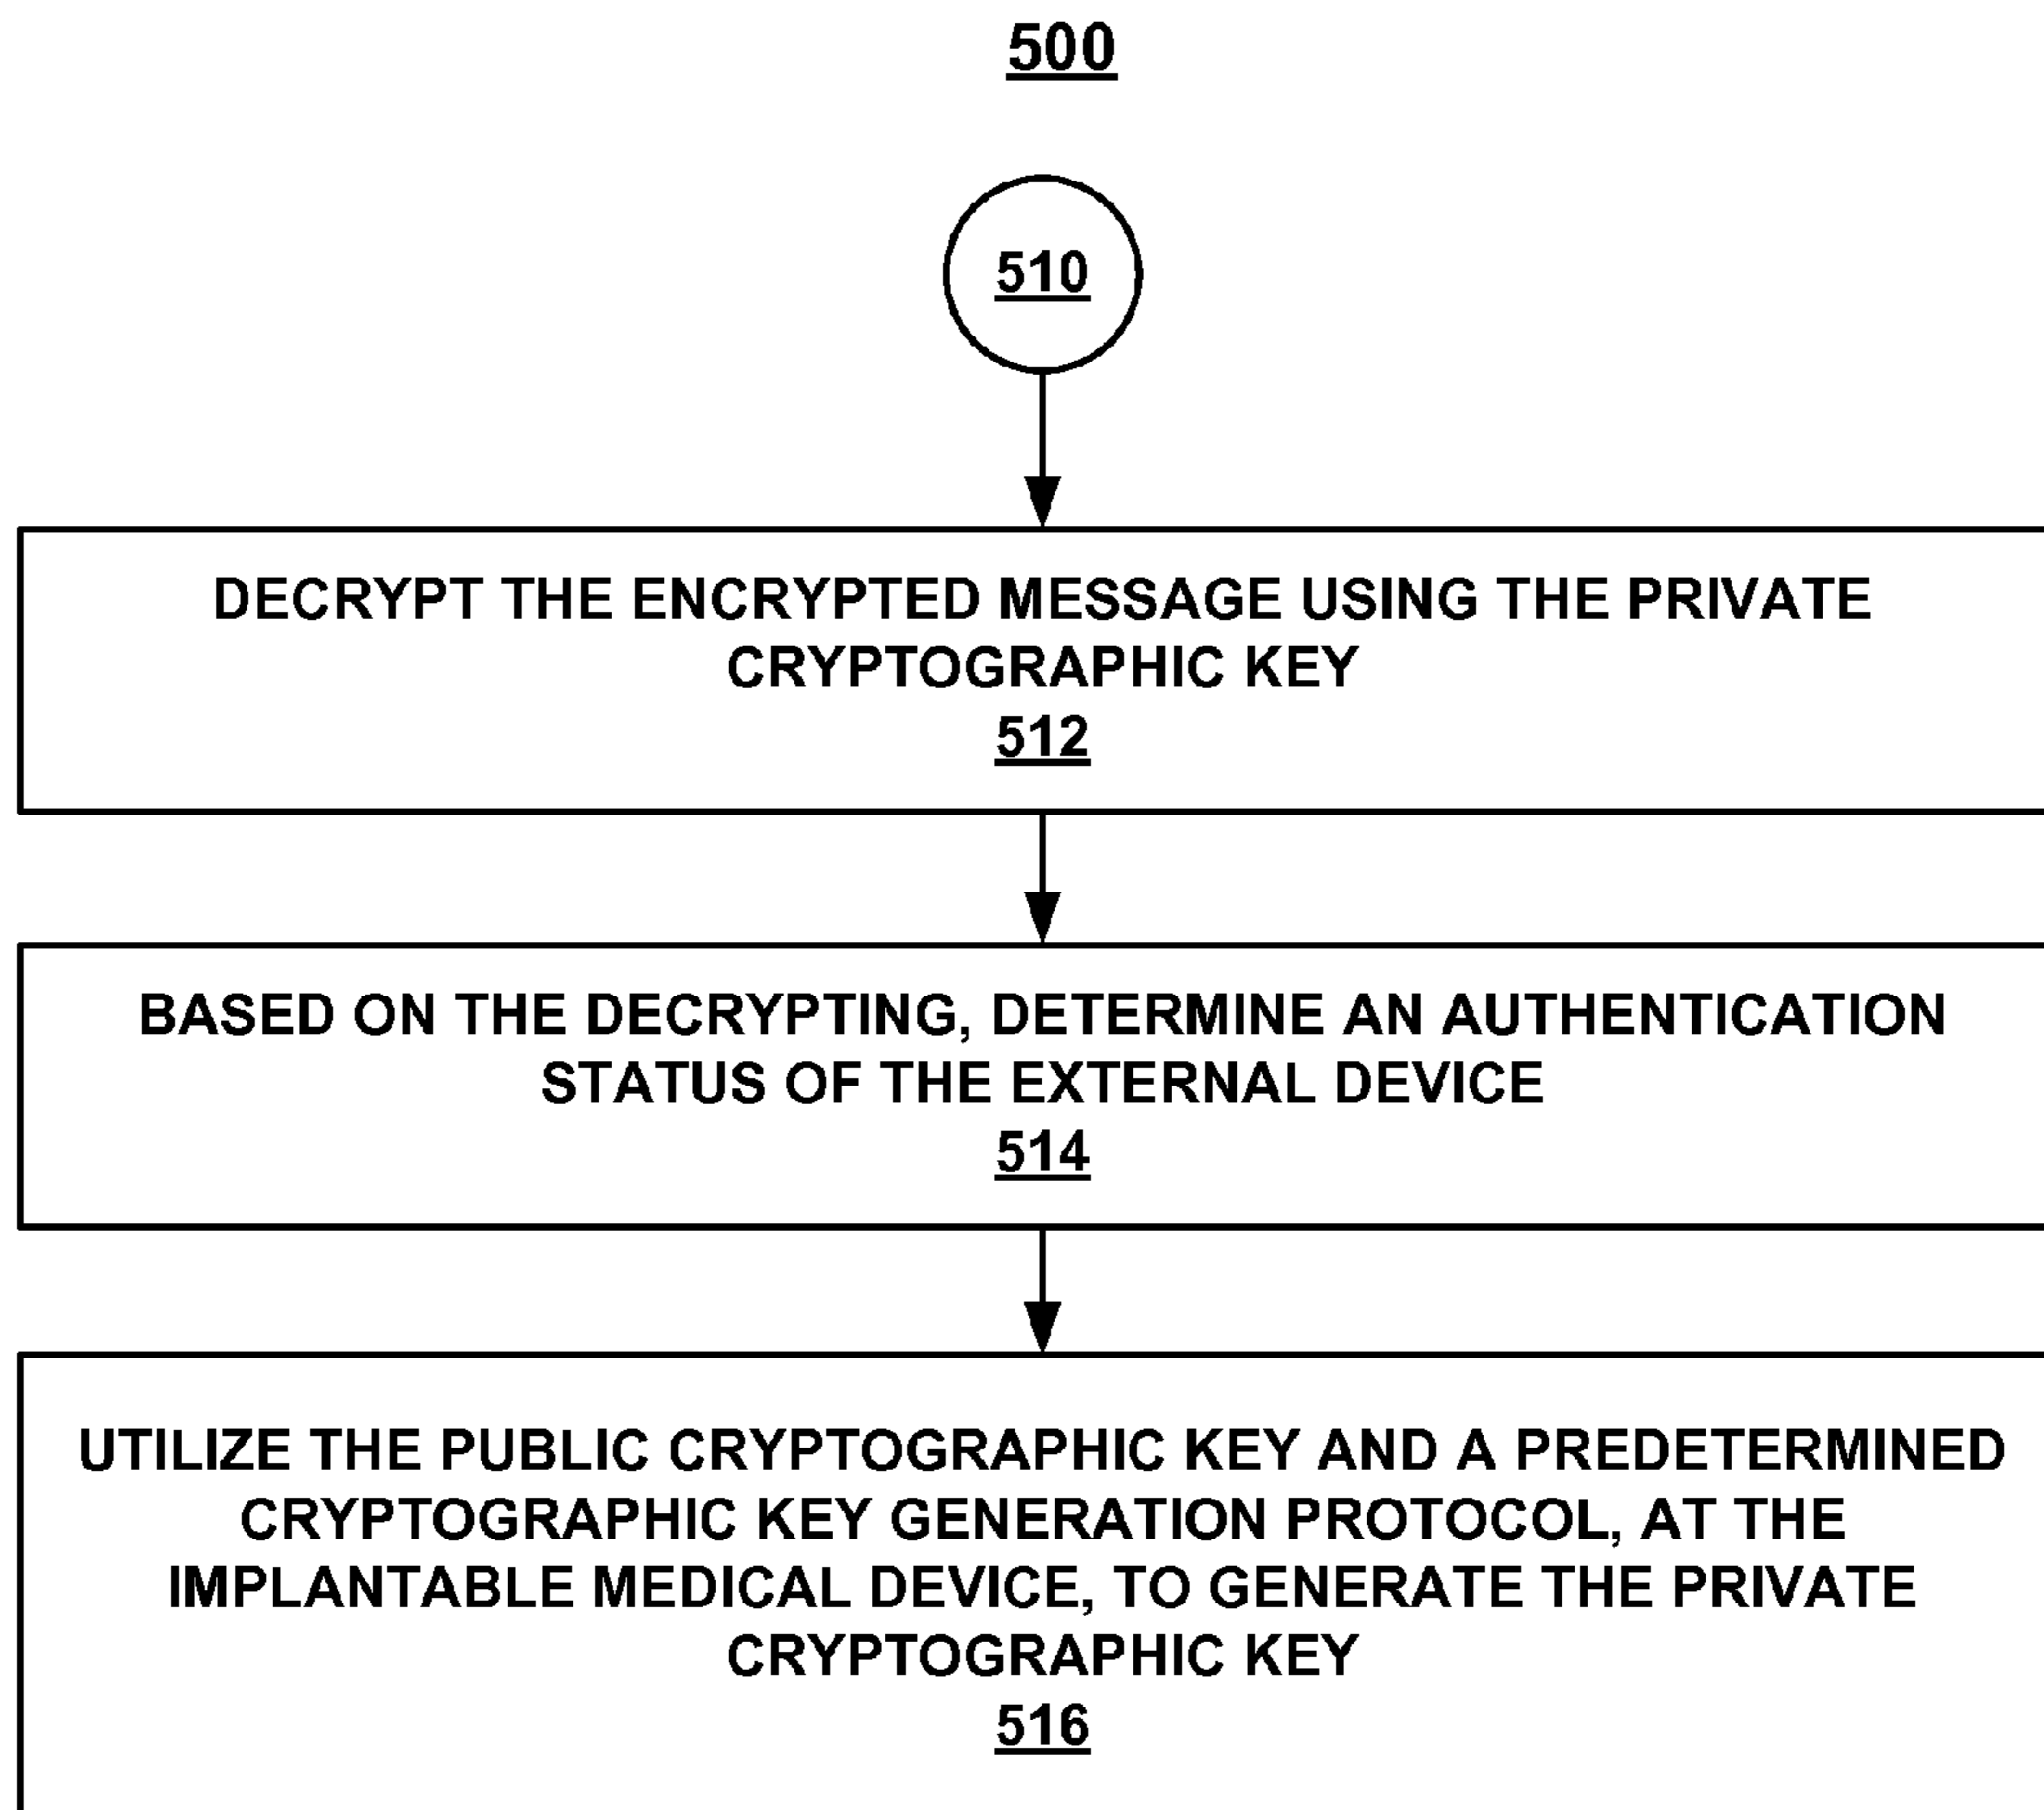 500
510
DECRYPT THE ENCRYPTED MESSAGE USING THE PRIVATE
CRYPTOGRAPHIC KEY
512
BASED ON THE DECRYPTING, DETERMINE AN AUTHENTICATION
STATUS OF THE EXTERNAL DEVICE
514
UTILIZE THE PUBLIC CRYPTOGRAPHIC KEY AND A PREDETERMINED
CRYPTOGRAPHIC KEY GENERATION PROTOCOL, AT THE
IMPLANTABLE MEDICAL DEVICE, TO GENERATE THE PRIVATE
CRYPTOGRAPHIC KEY
516